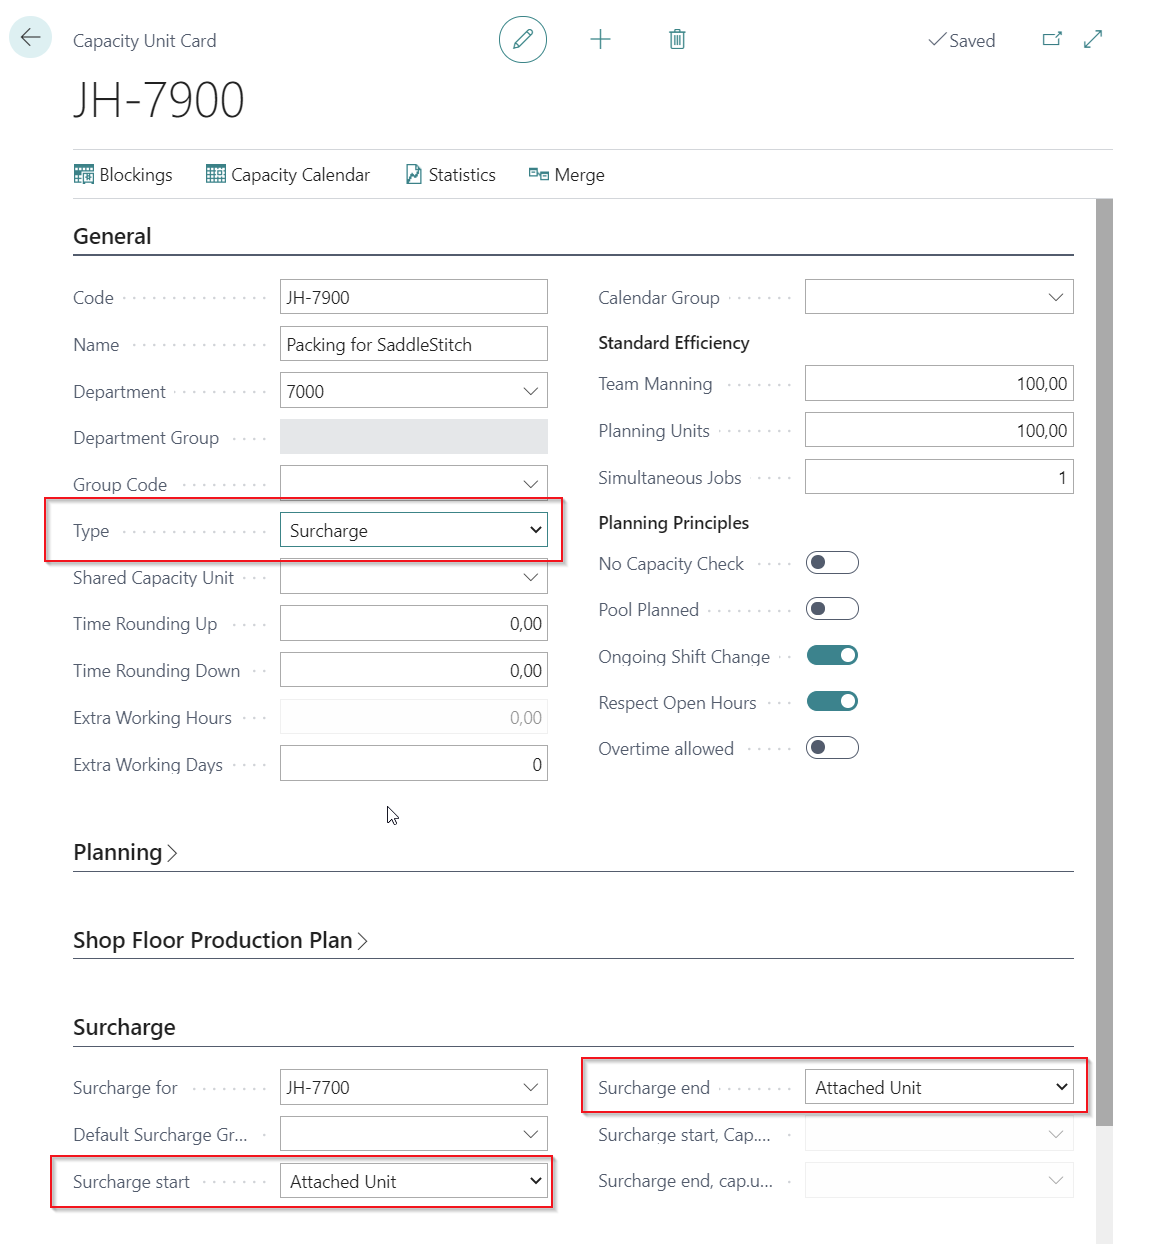 Capacity Unit Card
Saved
JH-7900
Blockings
Capacity Calendar
Statistics
Merge
General
Code
JH-7900
Name
Packing for SaddleStitch
Department
7000
Department Group
Group Code
Type
Surcharge
Shared Capacity Unit
Time Rounding Up
0,00
Time Rounding Down
0,00
Extra Working Hours
0,00
Extra Working Days
0
Calendar Group
Standard Efficiency
Team Manning
100,00
Planning Units
100,00
Simultaneous Jobs
1
Planning Principles
No Capacity Check
Pool Planned
Ongoing Shift Change
Respect Open Hours
Overtime allowed
Planning
Shop Floor Production Plan
Surcharge
Surcharge for
JH-7700
Default Surcharge Gr...
Surcharge start
Attached Unit
Surcharge end
Attached Unit
Surcharge start, Cap....
Surcharge end, cap.u...